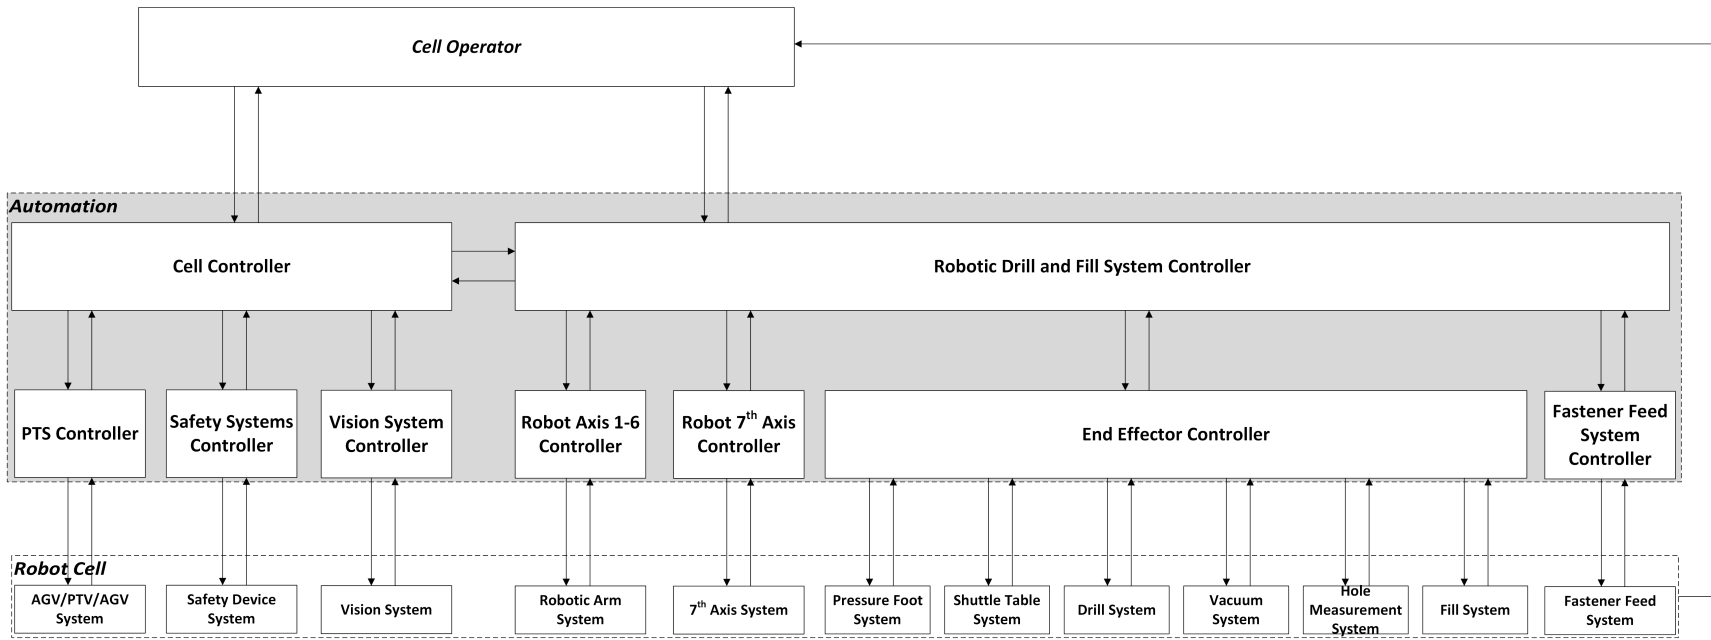 Cell Operator
Automation
Cell Controller
Robotic Drill and Fill System Controller
PTS Controller
Safety Systems
Controller
Vision System
Controller
Robot Axis 1-6
Controller
Robot 7th Axis
Controller
End Effector Controller
Fastener Feed
System
Controller
Robot Cell
AGV/PTV/AGV
System
Safety Device
System
Vision System
Robotic Arm
System
7th Axis System
Pressure Foot
System
Shuttle Table
System
Drill System
Vacuum
System
Hole
Measurement
System
Fill System
Fastener Feed
System